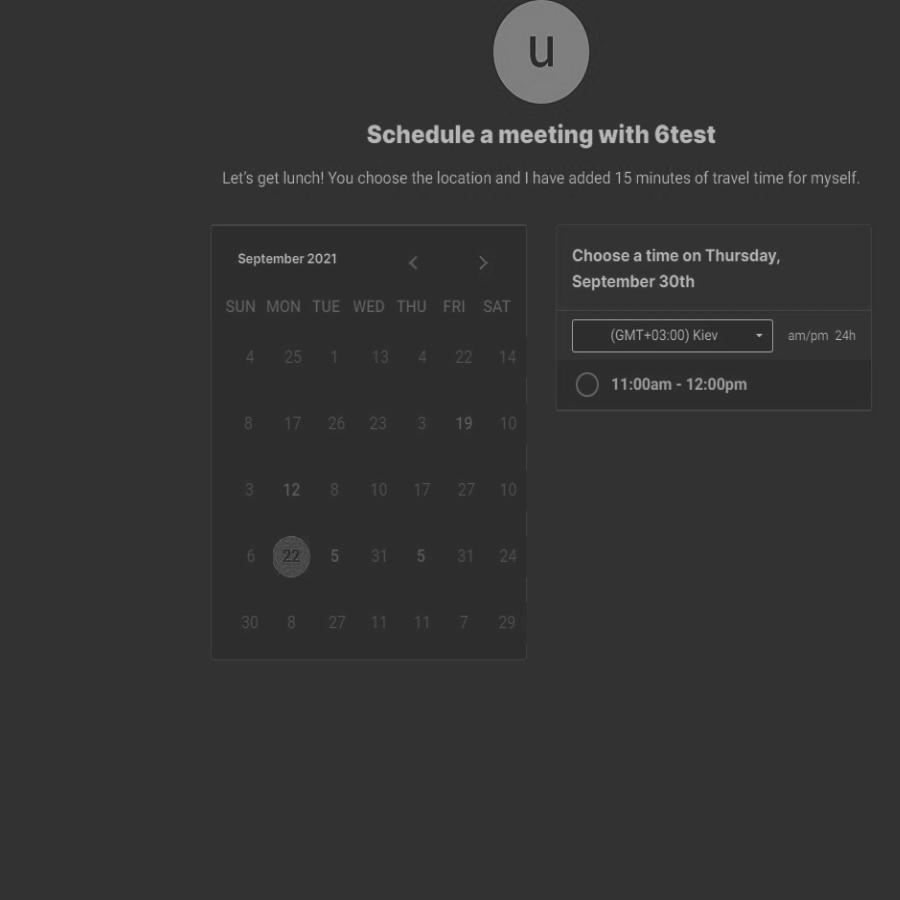 u
Schedule a meeting with 6test
Let's get lunch! You choose the location and I have added 15 minutes of travel time for myself.
September 2021
SUN MON TUE WED THU FRI SAT
4 25 1 13 4 22 14
8 17 26 23 3 19 10
3 12 8 10 17 27 10
6 22 5 31 5 31 24
30 8 27 11 11 7 29
Choose a time on Thursday,
September 30th
(GMT+03:00) Kiev am/pm 24h
11:00am - 12:00pm